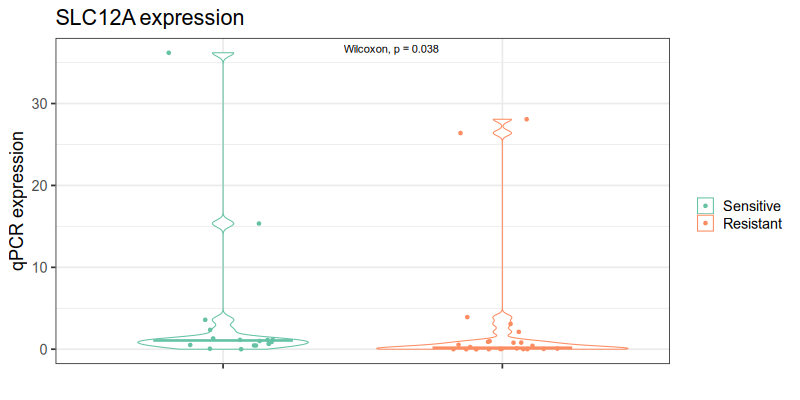 SLC12A expression
Wilcoxon, p = 0.038
30
20
10
0
qPCR expression
Sensitive
Resistant